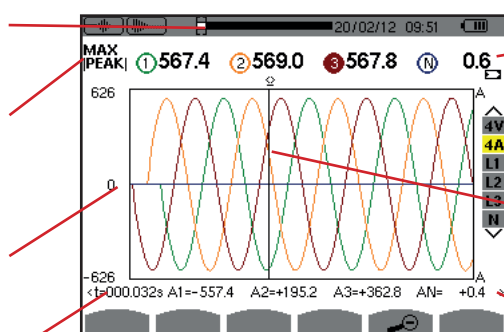 20/02/12 09:51
MAX
|PEAK| 1 567.4 2 569.0 3 567.8 N 0.6
626 A
4V
4A
L1
0 L2
L3
N
-626 A
<t=000.032s A1=-557.4 A2=+195.2 A3=+362.8 AN= +0.4